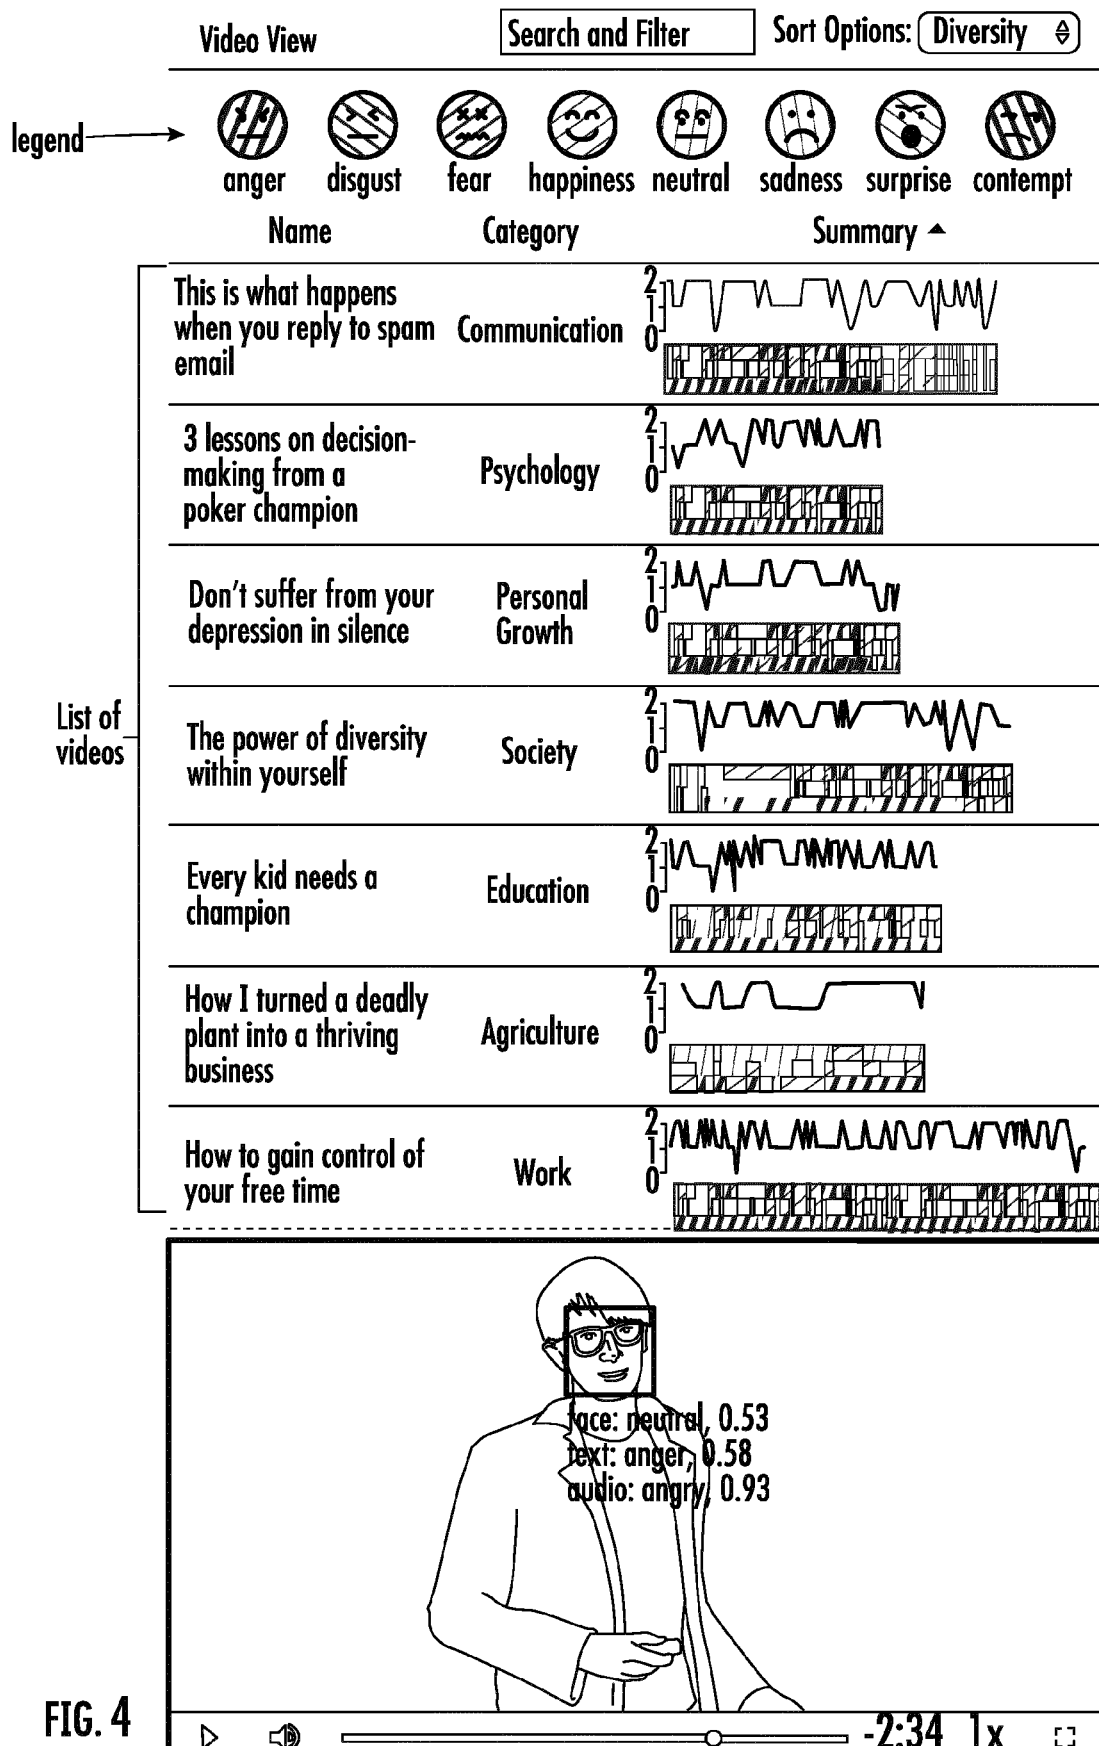 Video View
Search and Filter
Sort Options: Diversity
legend
anger disgust fear happiness neutral sadness surprise contempt
Name Category Summary
This is what happens
when you reply to spam
email
Communication
2
1
0
3 lessons on decision-
making from a
poker champion
Psychology
2
1
0
Don't suffer from your
depression in silence
Personal
Growth
2
1
0
List of
videos
The power of diversity
within yourself
Society
2
1
0
Every kid needs a
champion
Education
2
1
0
How I turned a deadly
plant into a thriving
business
Agriculture
2
1
0
How to gain control of
your free time
Work
2
1
0
face: neutral, 0.53
text: anger, 0.58
audio: angry, 0.93
FIG. 4
-2:34 1x